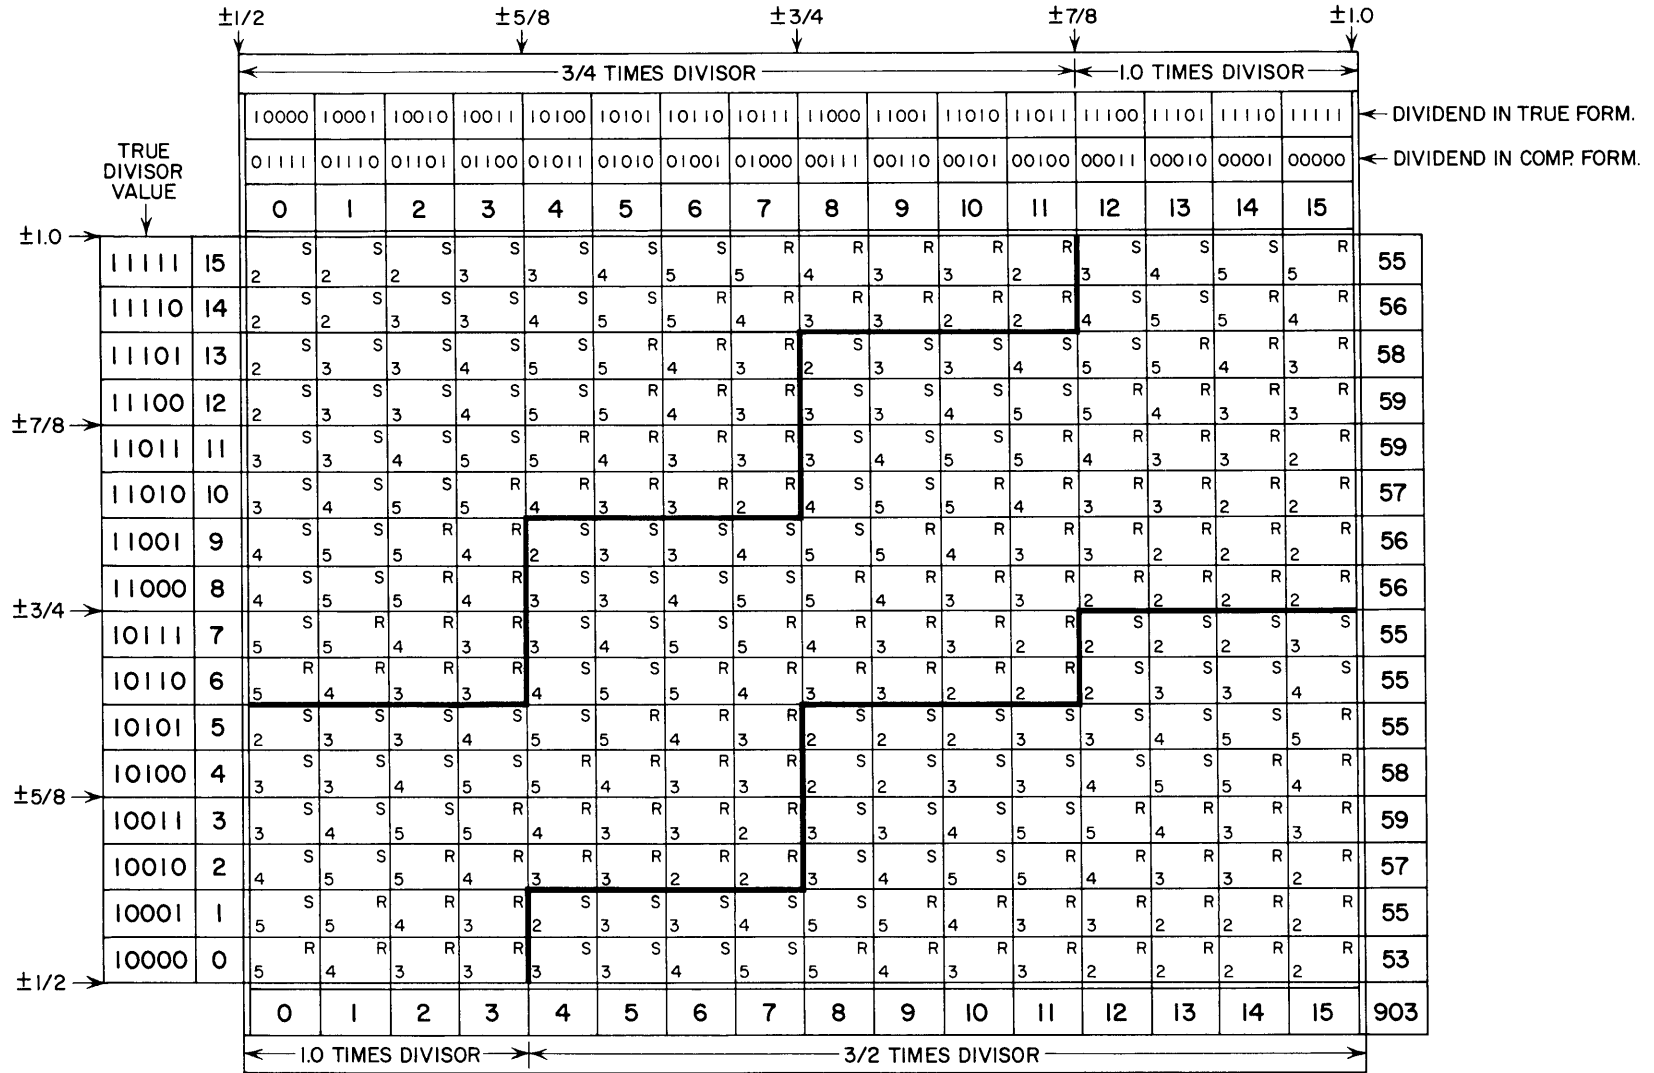 ±1/2 ±5/8 ±3/4 ±7/8 ±1.0
3/4 TIMES DIVISOR 1.0 TIMES DIVISOR
10000 10001 10010 10011 10100 10101 10110 10111 11000 11001 11010 11011 11100 11101 11110 11111 DIVIDEND IN TRUE FORM.
01111 01110 01101 01100 01011 01010 01001 01000 00111 00110 00101 00100 00011 00010 00001 00000 DIVIDEND IN COMP. FORM.
TRUE
DIVISOR
VALUE
0 1 2 3 4 5 6 7 8 9 10 11 12 13 14 15
±1.0
S S S S S S S R R R R R S S S R
11111 15 2 2 2 3 3 4 5 5 4 3 3 2 3 4 5 5 55
S S S S S S R R R R R R S S R R
11110 14 2 2 3 3 4 5 5 4 3 3 2 2 4 5 5 4 56
S S S S S R R R S S S S S R R R
11101 13 2 3 3 4 5 5 4 3 2 3 3 4 5 5 4 3 58
S S S S S R R R S S S S R R R R
11100 12 2 3 3 4 5 5 4 3 3 3 4 5 5 4 3 3 59
±7/8
S S S S R R R R S S S R R R R R
11011 11 3 3 4 5 5 4 3 3 3 4 5 5 4 3 3 2 59
S S S R R R R R S S R R R R R R
11010 10 3 4 5 5 4 3 3 2 4 5 5 4 3 3 2 2 57
S S R R S S S S S R R R R R R R
11001 9 4 5 5 4 2 3 3 4 5 5 4 3 3 2 2 2 56
S S R R S S S S R R R R R R R R
11000 8 4 5 5 4 3 3 4 5 5 4 3 3 2 2 2 2 56
±3/4
S R R R S S S R R R R R S S S S
10111 7 5 5 4 3 3 4 5 5 4 3 3 2 2 2 2 3 55
R R R R S S R R R R R R S S S S
10110 6 5 4 3 3 4 5 5 4 3 3 2 2 2 3 3 4 55
S S S S S R R R S S S S S S S R
10101 5 2 3 3 4 5 5 4 3 2 2 2 3 3 4 5 5 55
S S S S R R R R S S S S S S R R
10100 4 3 3 4 5 5 4 3 3 2 2 3 3 4 5 5 4 58
±5/8
S S S R R R R R S S S S R R R R
10011 3 3 4 5 5 4 3 3 2 3 3 4 5 5 4 3 3 59
S S R R R R R R S S S R R R R R
10010 2 4 5 5 4 3 3 2 2 3 4 5 5 4 3 3 2 57
S R R R S S S S S R R R R R R R
10001 1 5 5 4 3 2 3 3 4 5 5 4 3 3 2 2 2 55
R R R R S S S S R R R R R R R R
10000 0 5 4 3 3 3 3 4 5 5 4 3 3 2 2 2 2 53
±1/2
0 1 2 3 4 5 6 7 8 9 10 11 12 13 14 15 903
1.0 TIMES DIVISOR 3/2 TIMES DIVISOR